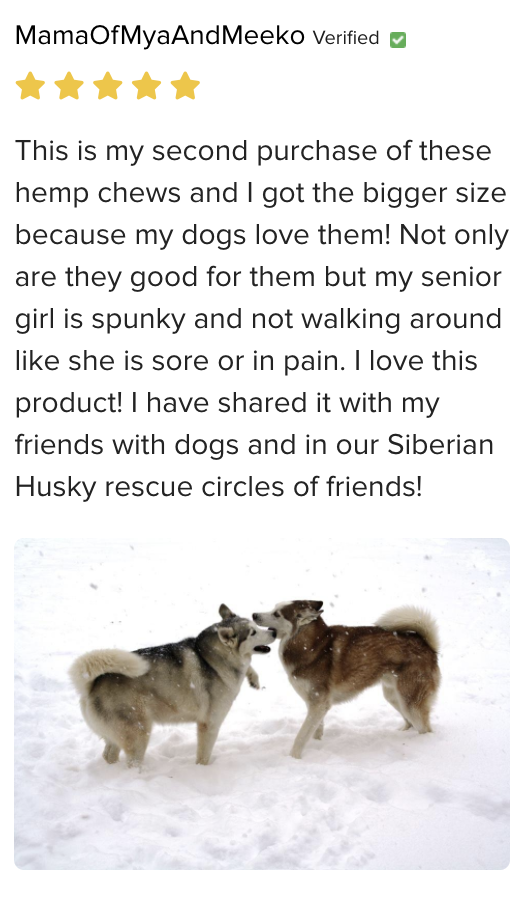 MamaOfMyaAndMeeko Verified
This is my second purchase of these
hemp chews and I got the bigger size
because my dogs love them! Not only
are they good for them but my senior
girl is spunky and not walking around
like she is sore or in pain. I love this
product! I have shared it with my
friends with dogs and in our Siberian
Husky rescue circles of friends!